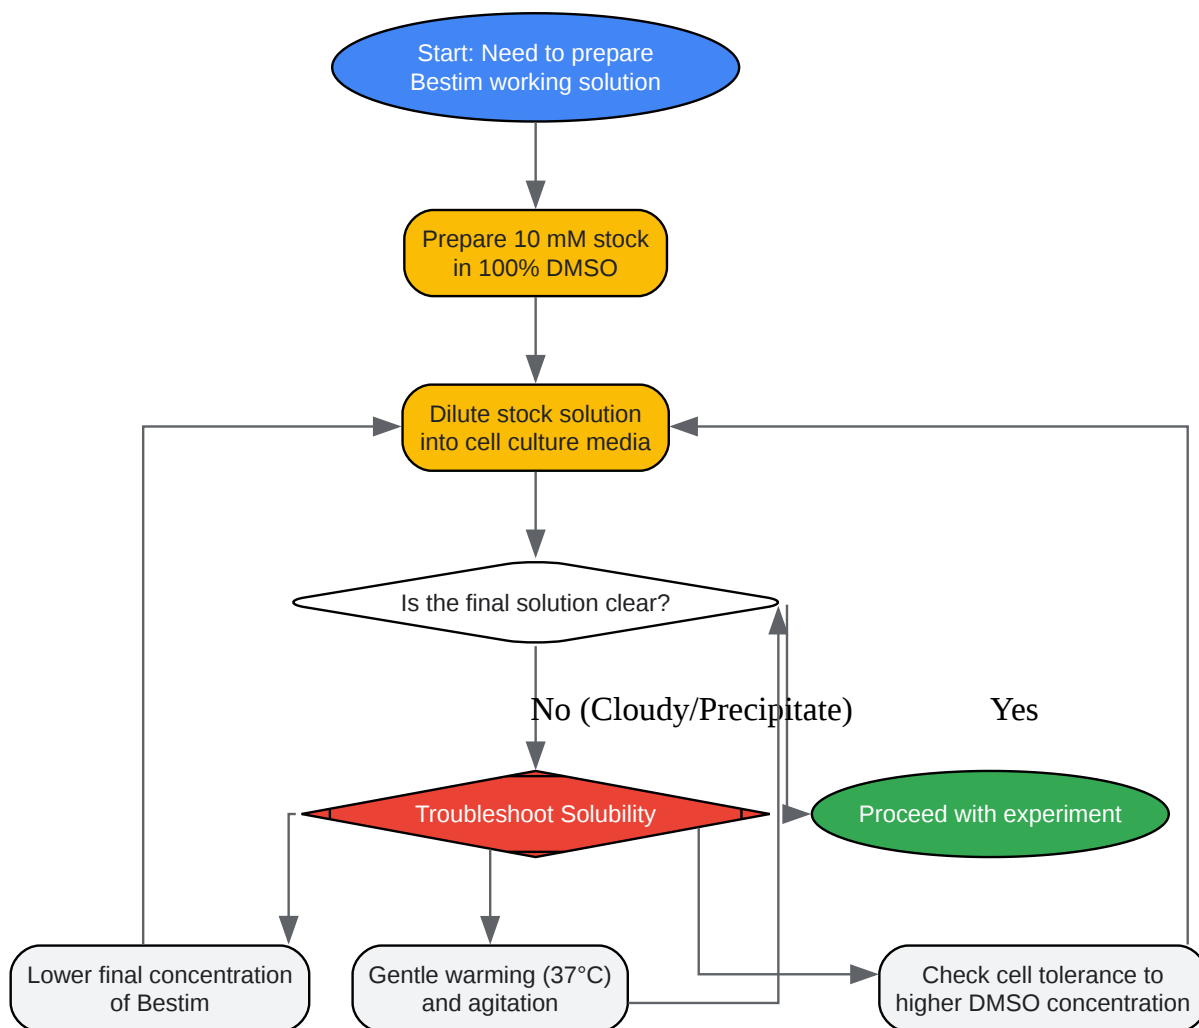 Start: Need to prepare
Bestim working solution
Prepare 10 mM stock
in 100% DMSO
Dilute stock solution
into cell culture media
Is the final solution clear?
No (Cloudy/Precipitate)
Yes
Troubleshoot Solubility
Proceed with experiment
Lower final concentration
of Bestim
Gentle warming (37°C)
and agitation
Check cell tolerance to
higher DMSO concentration